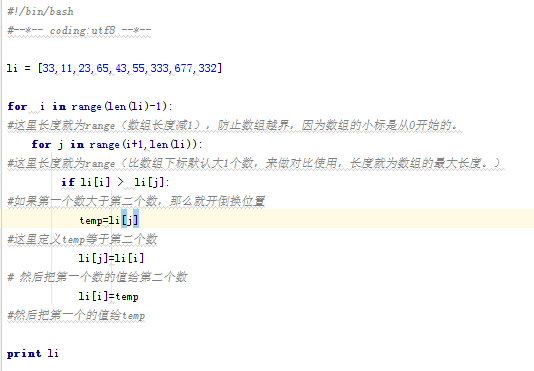 #!/bin/bash
#--*-- coding:utf8 --*--
li = [33,11,23,65,43,55,333,677,332]
for  i in range(len(li)-1):
#这里长度就为range（数组长度减1），防止数组越界，因为数组的小标是从0开始的。
for j in range(i+1,len(li)):
#这里长度就为range（比数组下标默认大1个数，来做对比使用，长度就为数组的最大长度。）
if li[i] >  li[j]:
#如果第一个数大于第二个数，那么就开倒换位置
temp=li[j]
#这里定义temp等于第二个数
li[j]=li[i]
# 然后把第一个数的值给第二个数
li[i]=temp
#然后把第一个的值给temp
print li